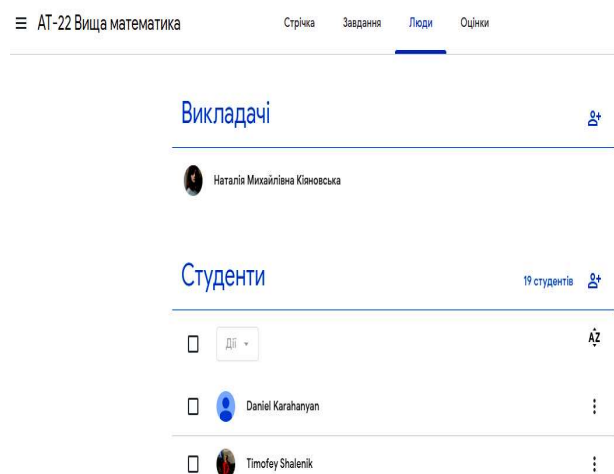 АТ-22 Вища математика
Стрічка Завдання Люди Оцінки
Викладачі
Наталія Михайлівна Кіяновська
Студенти
19 студентів
Дії
AZ
Daniel Karahanyan
Timofey Shalenik